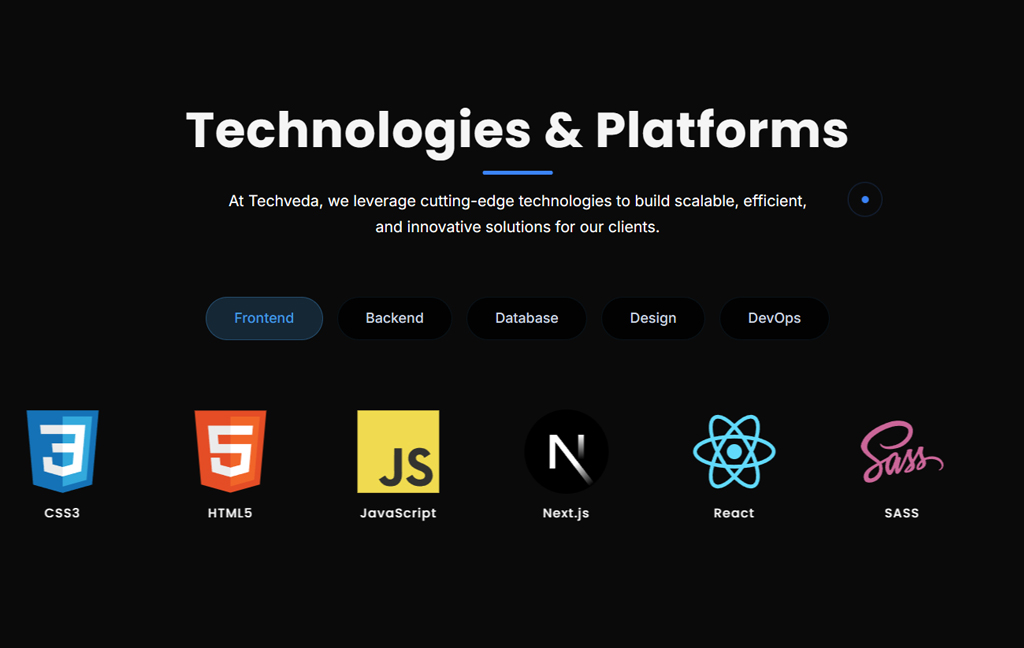 Technologies & Platforms
At Techveda, we leverage cutting-edge technologies to build scalable, efficient,
and innovative solutions for our clients.
Frontend Backend Database Design DevOps
3 5 JS N Sass
CSS3 HTML5 JavaScript Next.js React SASS